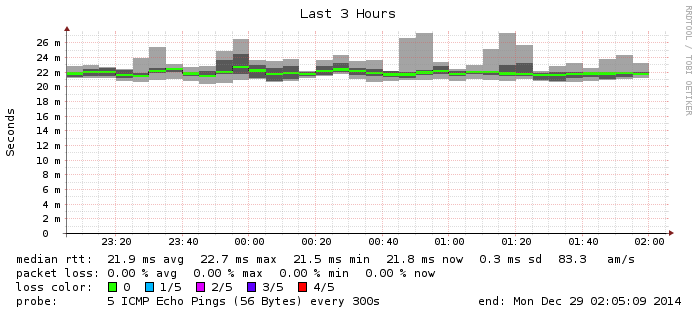 Last 3 Hours
RRDTOOL / TOBI OETIKER
Seconds
26 m
24 m
22 m
20 m
18 m
16 m
14 m
12 m
10 m
8 m
6 m
4 m
2 m
0
23:20 23:40 00:00 00:20 00:40 01:00 01:20 01:40 02:00
median rtt: 21.9 ms avg 22.7 ms max 21.5 ms min 21.8 ms now 0.3 ms sd 83.3 am/s
packet loss: 0.00 % avg 0.00 % max 0.00 % min 0.00 % now
loss color: 0 1/5 2/5 3/5 4/5
probe: 5 ICMP Echo Pings (56 Bytes) every 300s end: Mon Dec 29 02:05:09 2014